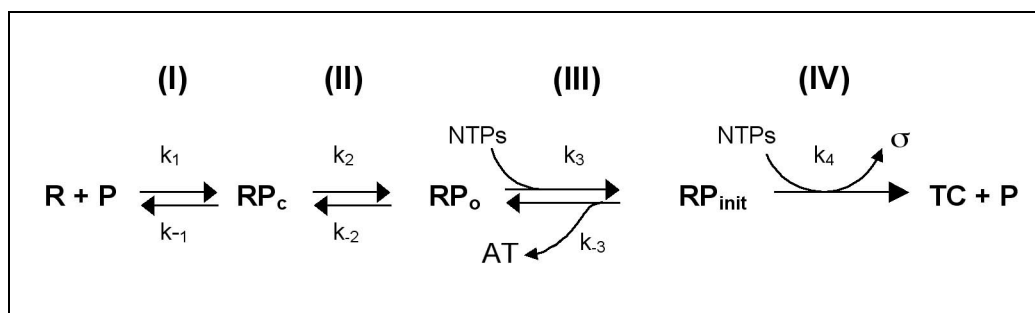 (I) (II) (III) (IV)
NTPs NTPs σ
k1 k2 k3 k4
R + P RPc RPo RPinit TC + P
k-1 k-2 k-3
AT